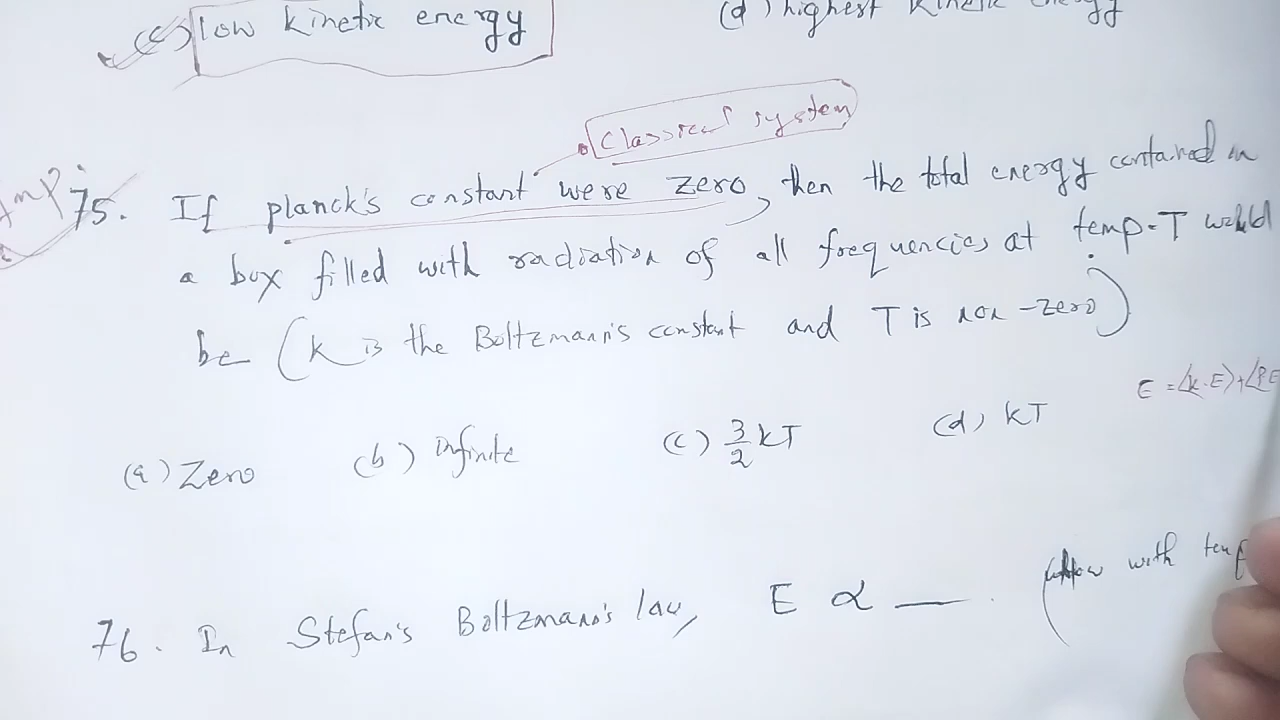 (c) low kinetic energy
(d) highest kinetic energy
Classical system
Imp
75. If planck's constant were zero, then the total energy contained in
a box filled with radiation of all frequencies at temp-T would
be (K is the Boltzmann's constant and T is non-zero)
E = <K.E> + <P.E
(a) Zero (b) infinite (c) 3/2 kT (d) kT
76. In Stefan's Boltzmann's law, E ∝ — .
with temp